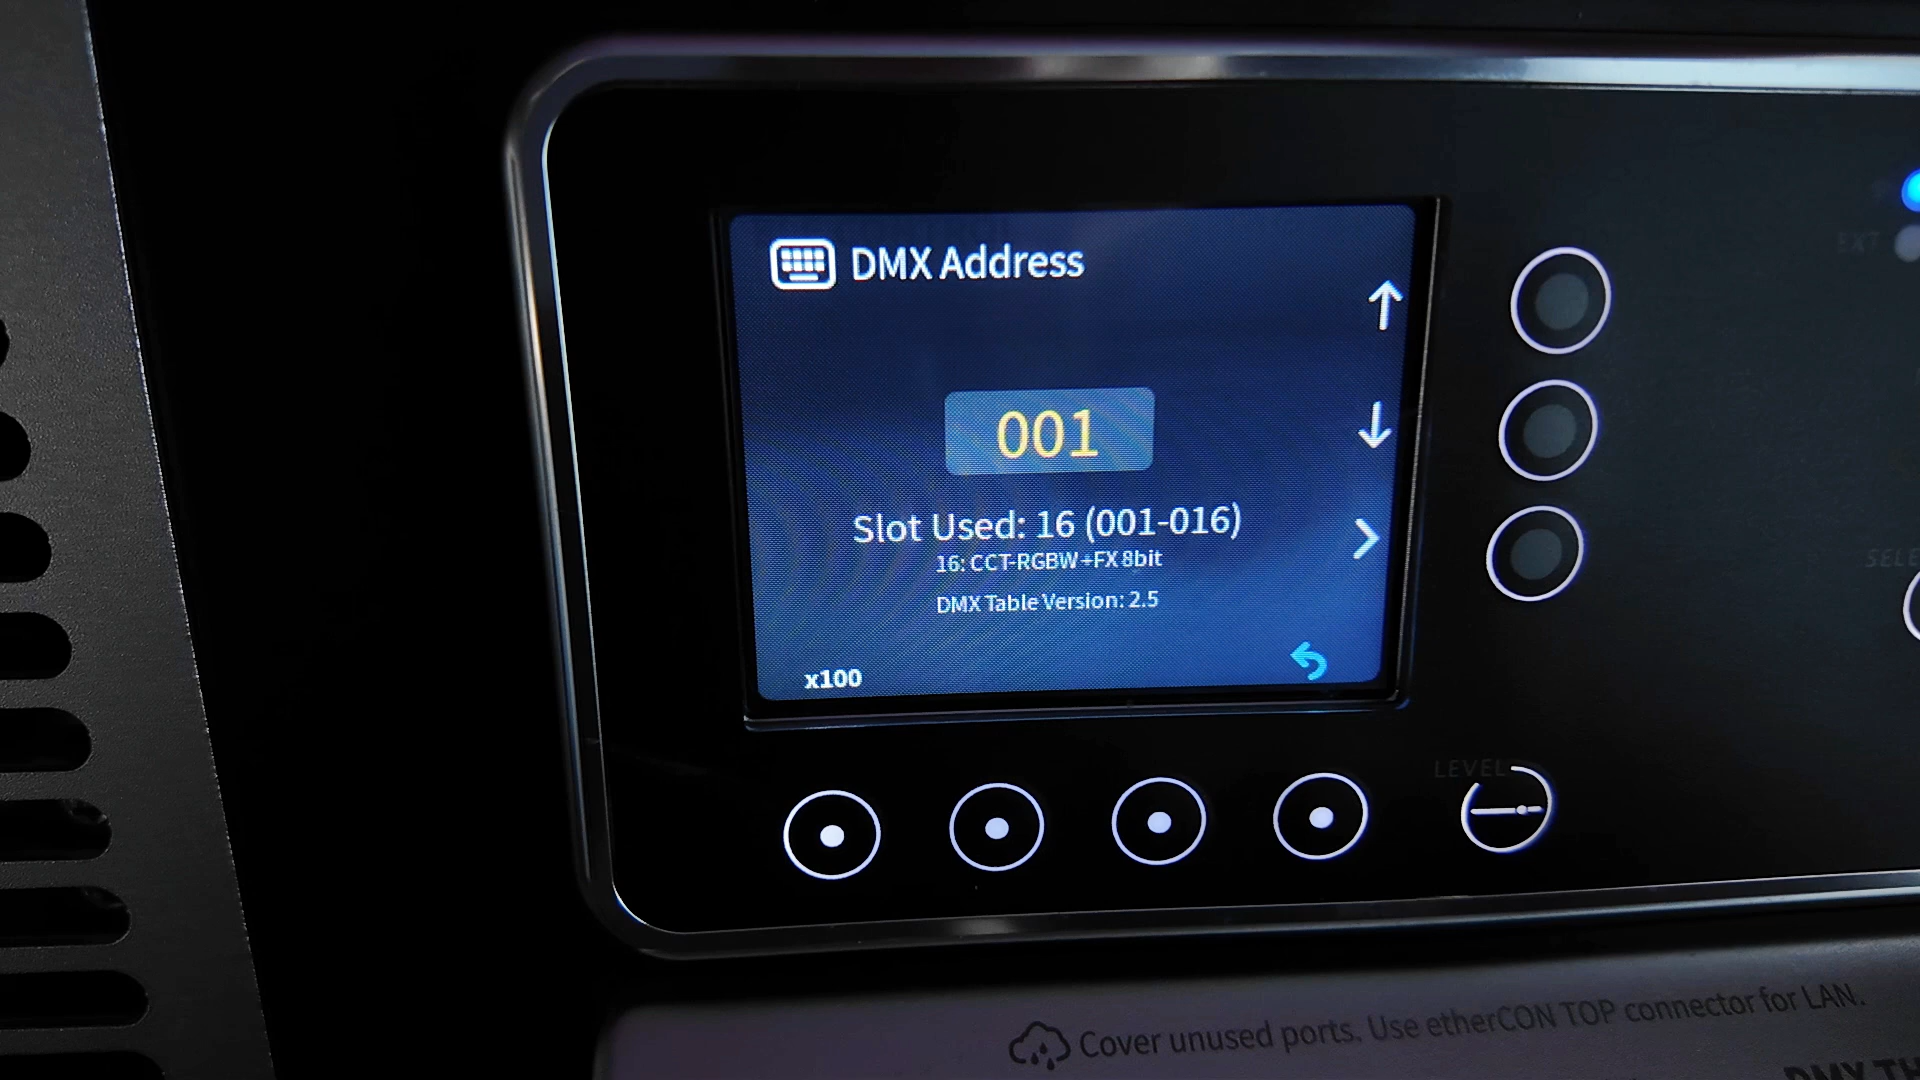 DMX Address
001
Slot Used: 16 (001-016)
16: CCT-RGBW+FX 8bit
DMX Table Version: 2.5
x100
EXT
LEVEL
Cover unused ports. Use etherCON TOP connector for LAN.